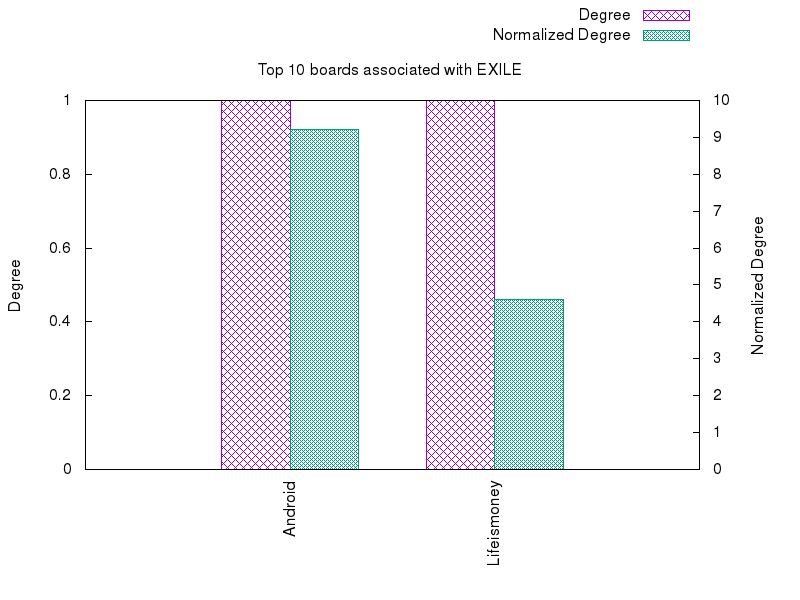 Degree
Normalized Degree
Top 10 boards associated with EXILE
1
0.8
0.6
0.4
0.2
0
Degree
10
9
8
7
6
5
4
3
2
1
0
Normalized Degree
Android
Lifeismoney